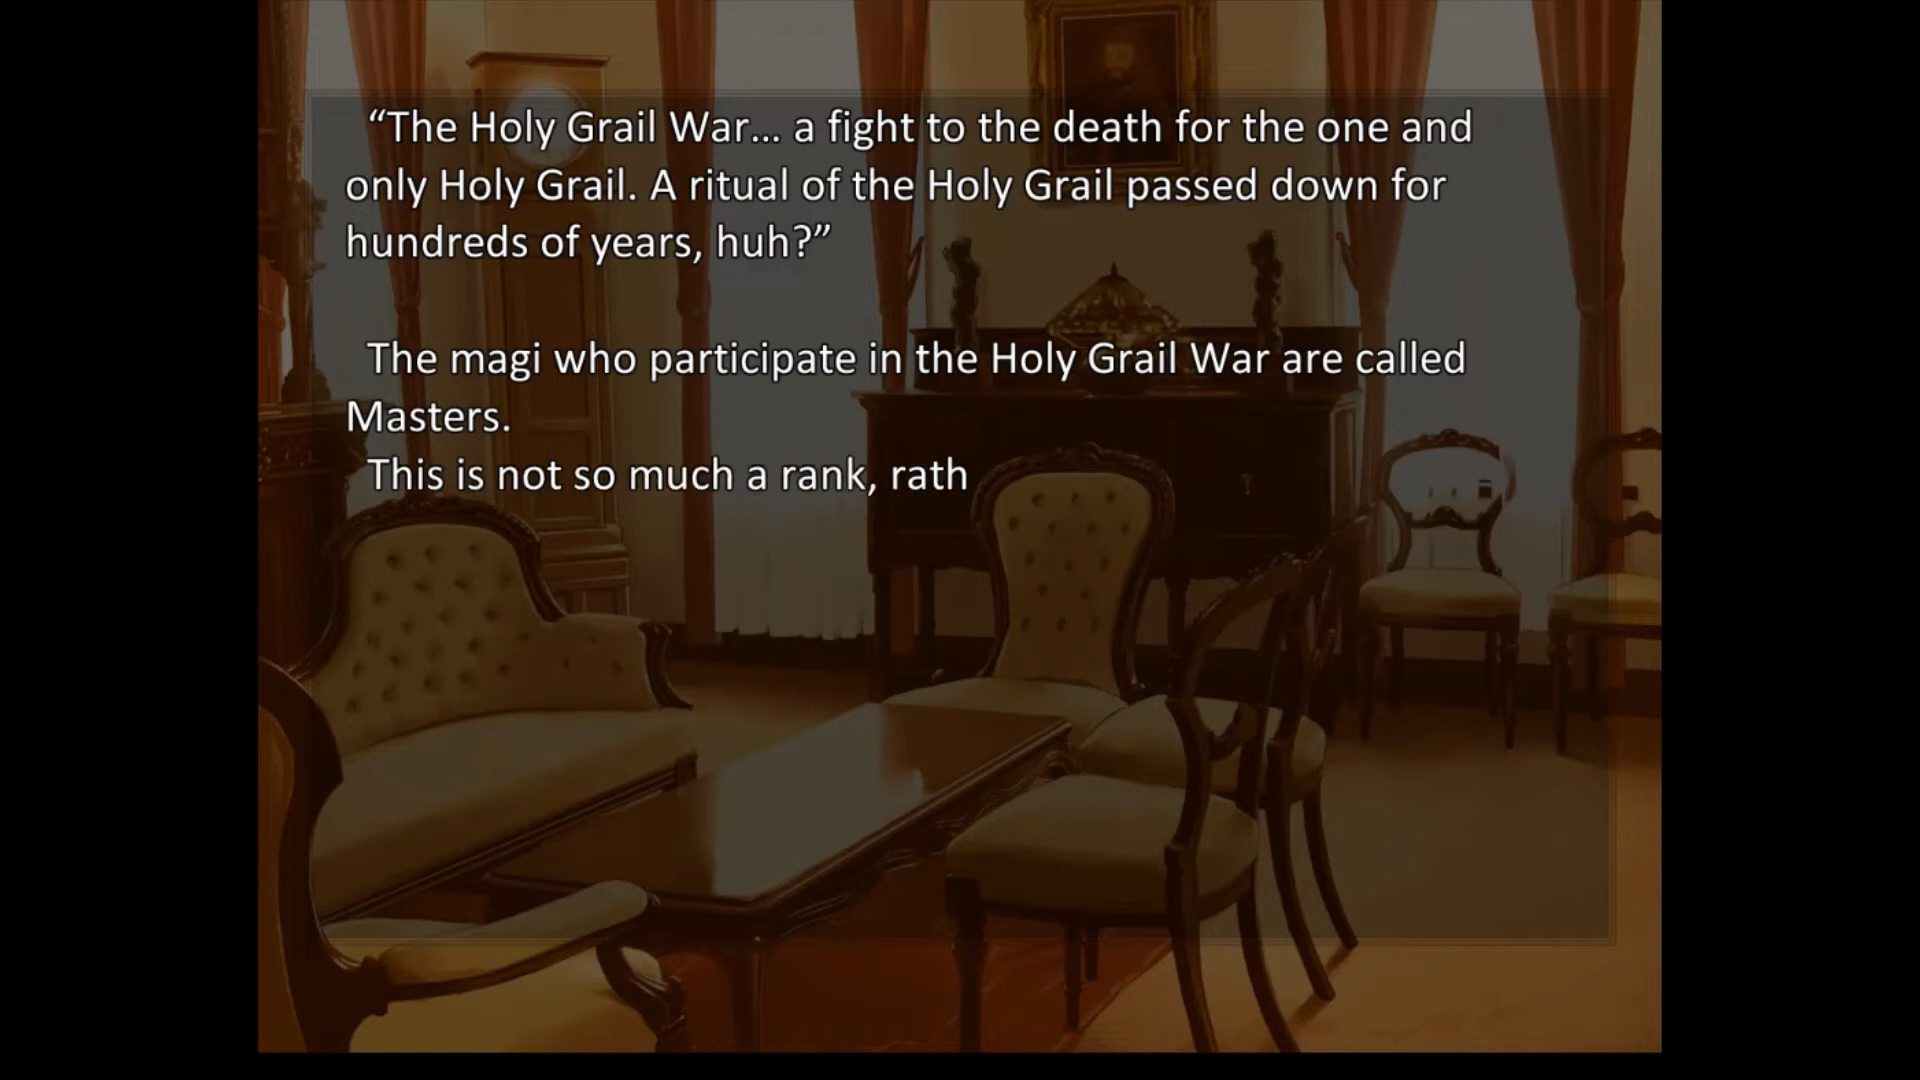 “The Holy Grail War... a fight to the death for the one and
only Holy Grail. A ritual of the Holy Grail passed down for
hundreds of years, huh?”
The magi who participate in the Holy Grail War are called
Masters.
This is not so much a rank, rath